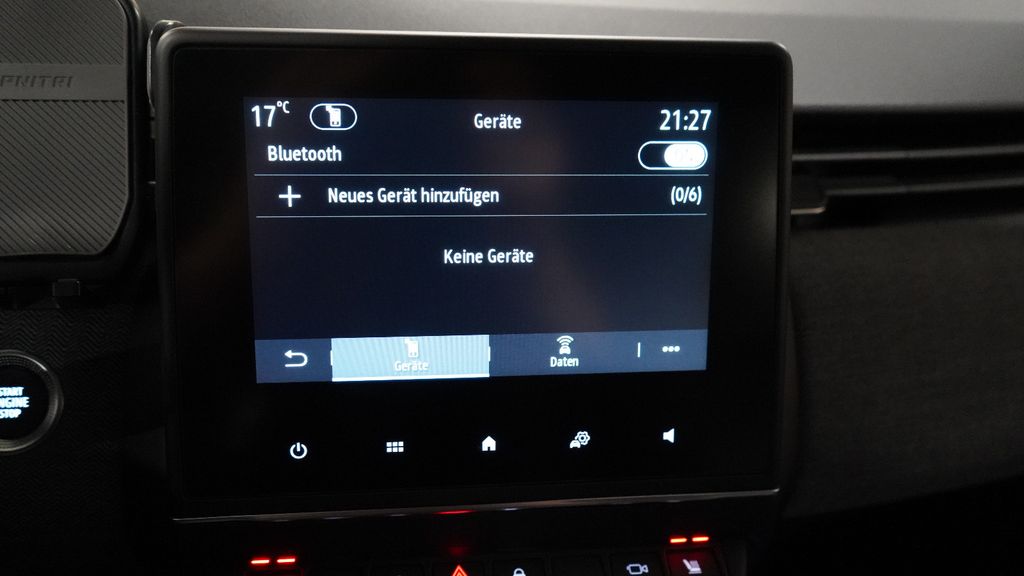 17°C
Geräte
21:27
Bluetooth
Neues Gerät hinzufügen
(0/6)
Keine Geräte
Geräte
Daten
START
ENGINE
STOP